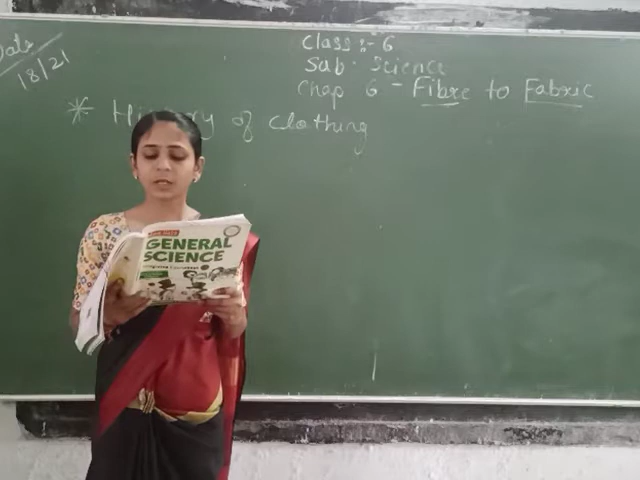 Date
18/21
Class :- 6
Sub : Science
Chap 6 - Fibre to Fabric
* History of clothing
GENERAL
SCIENCE